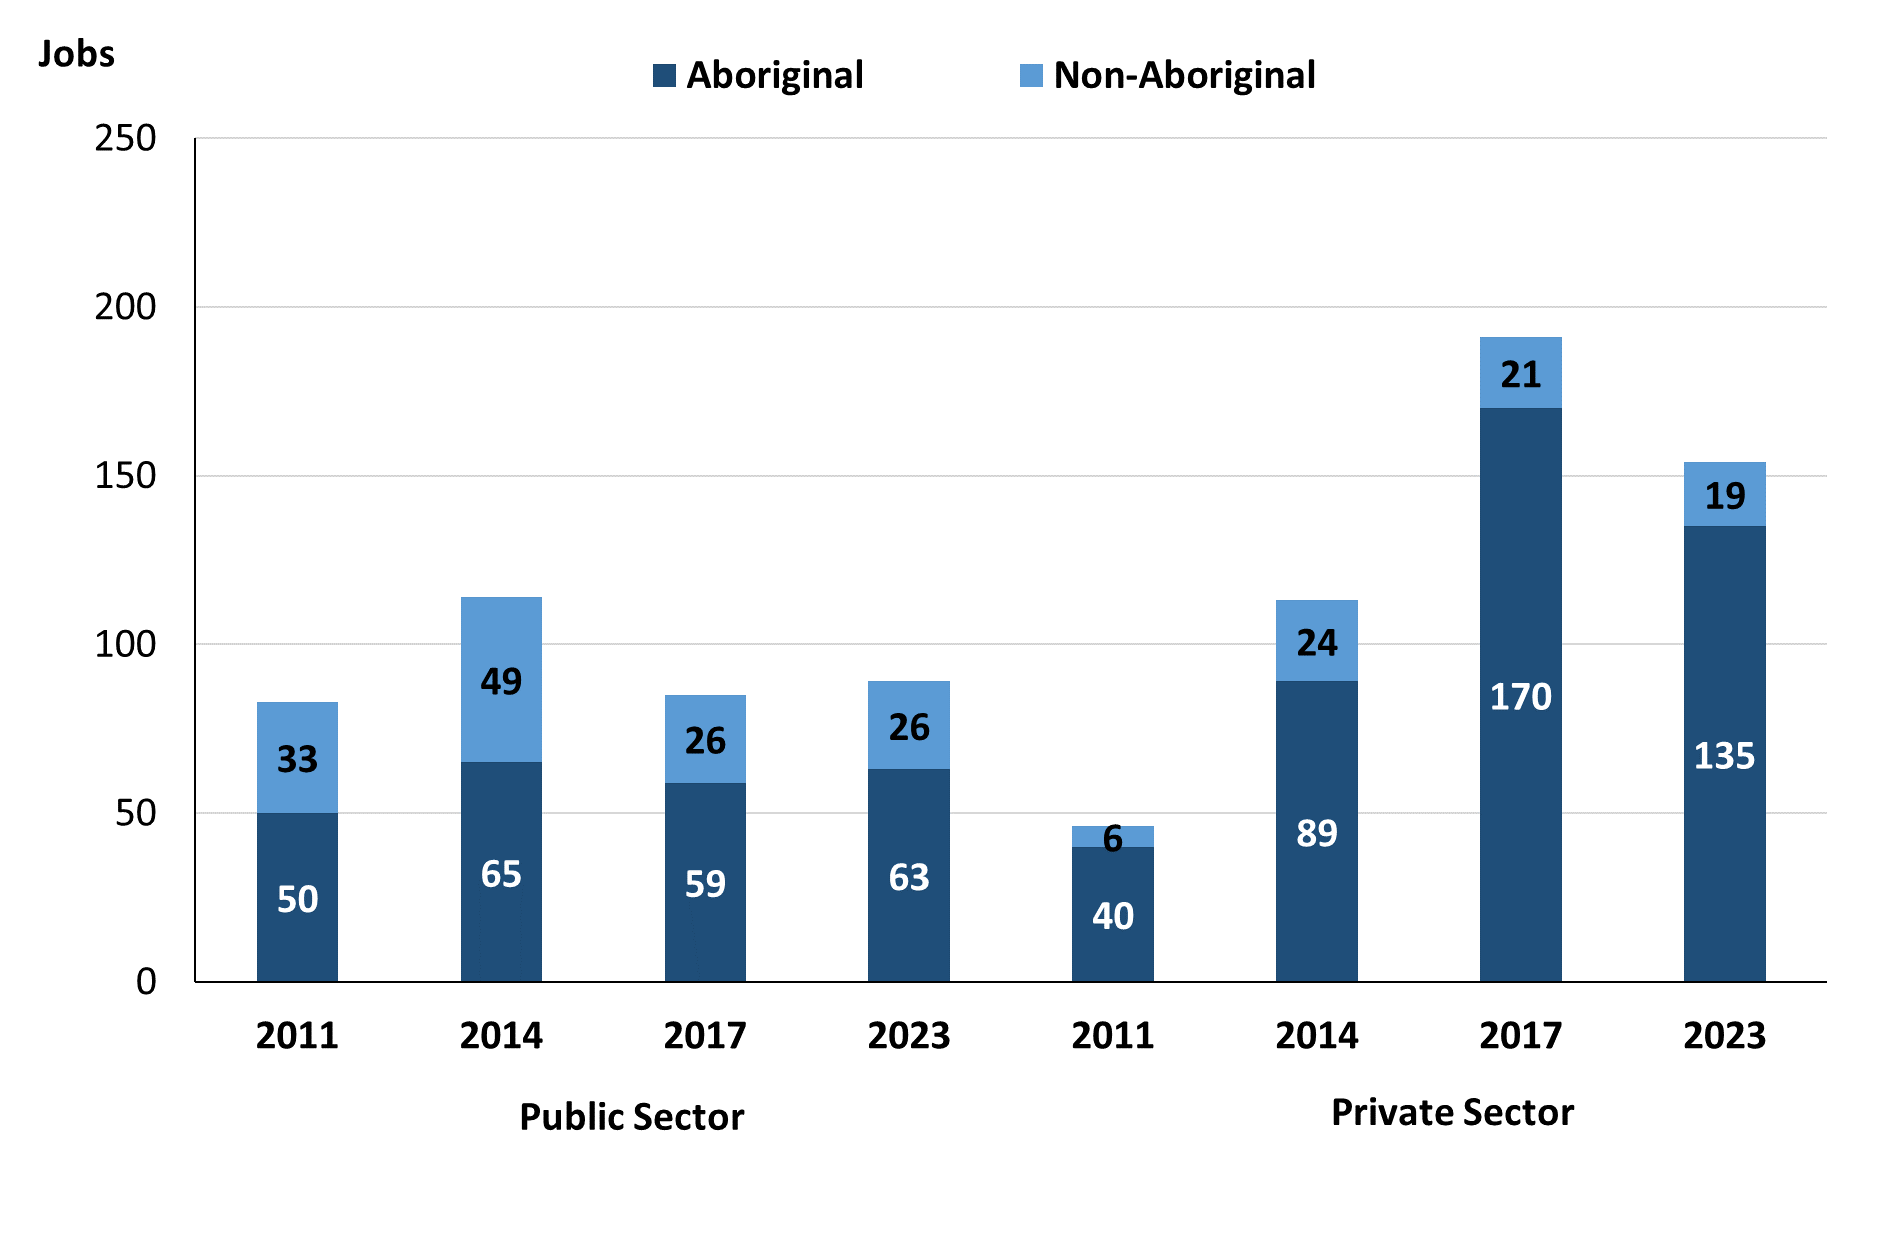 Jobs
Aboriginal Non-Aboriginal
250
200
150
100
50
0
33 49 26 26 6 24 21 19
50 65 59 63 40 89 170 135
2011 2014 2017 2023 2011 2014 2017 2023
Public Sector Private Sector